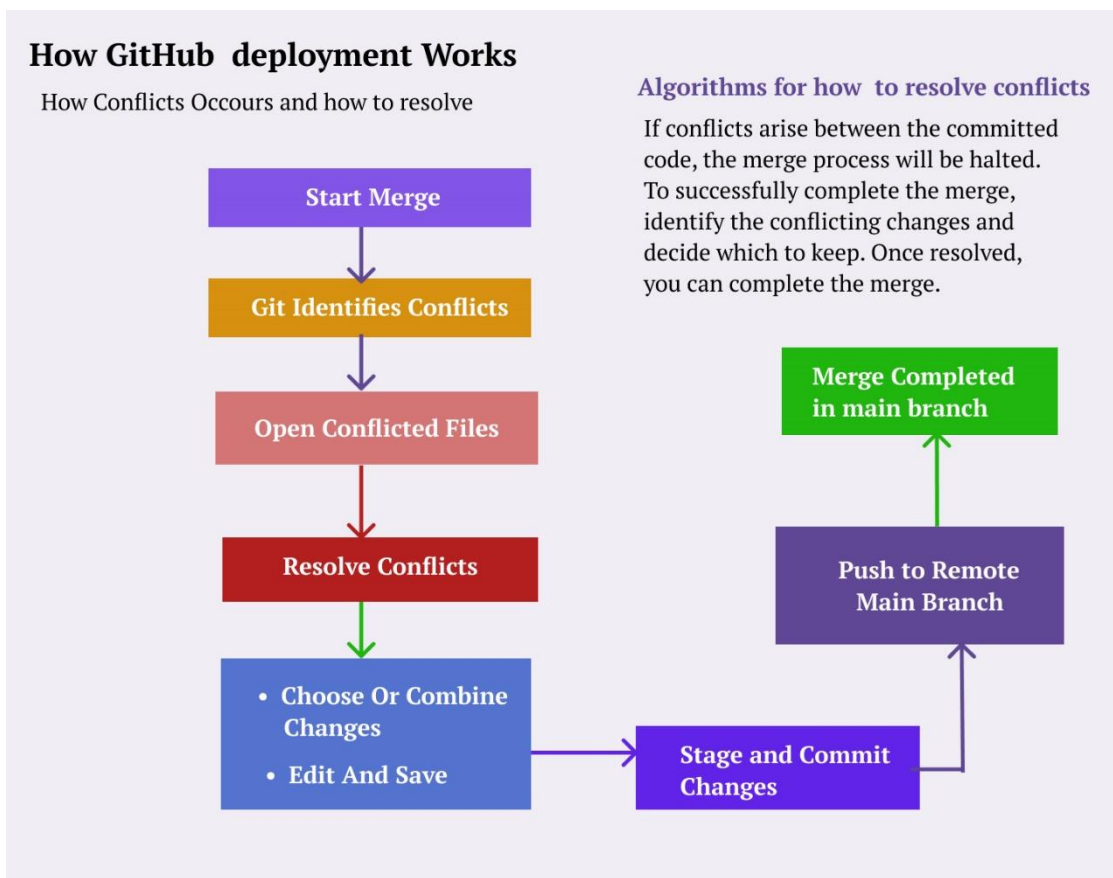 How GitHub  deployment Works
How Conflicts Occours and how to resolve
Algorithms for how  to resolve conflicts
If conflicts arise between the committed
code, the merge process will be halted.
To successfully complete the merge,
identify the conflicting changes and
decide which to keep. Once resolved,
you can complete the merge.
Start Merge
Git Identifies Conflicts
Open Conflicted Files
Resolve Conflicts
• Choose Or Combine
Changes
• Edit And Save
Stage and Commit
Changes
Push to Remote
Main Branch
Merge Completed
in main branch